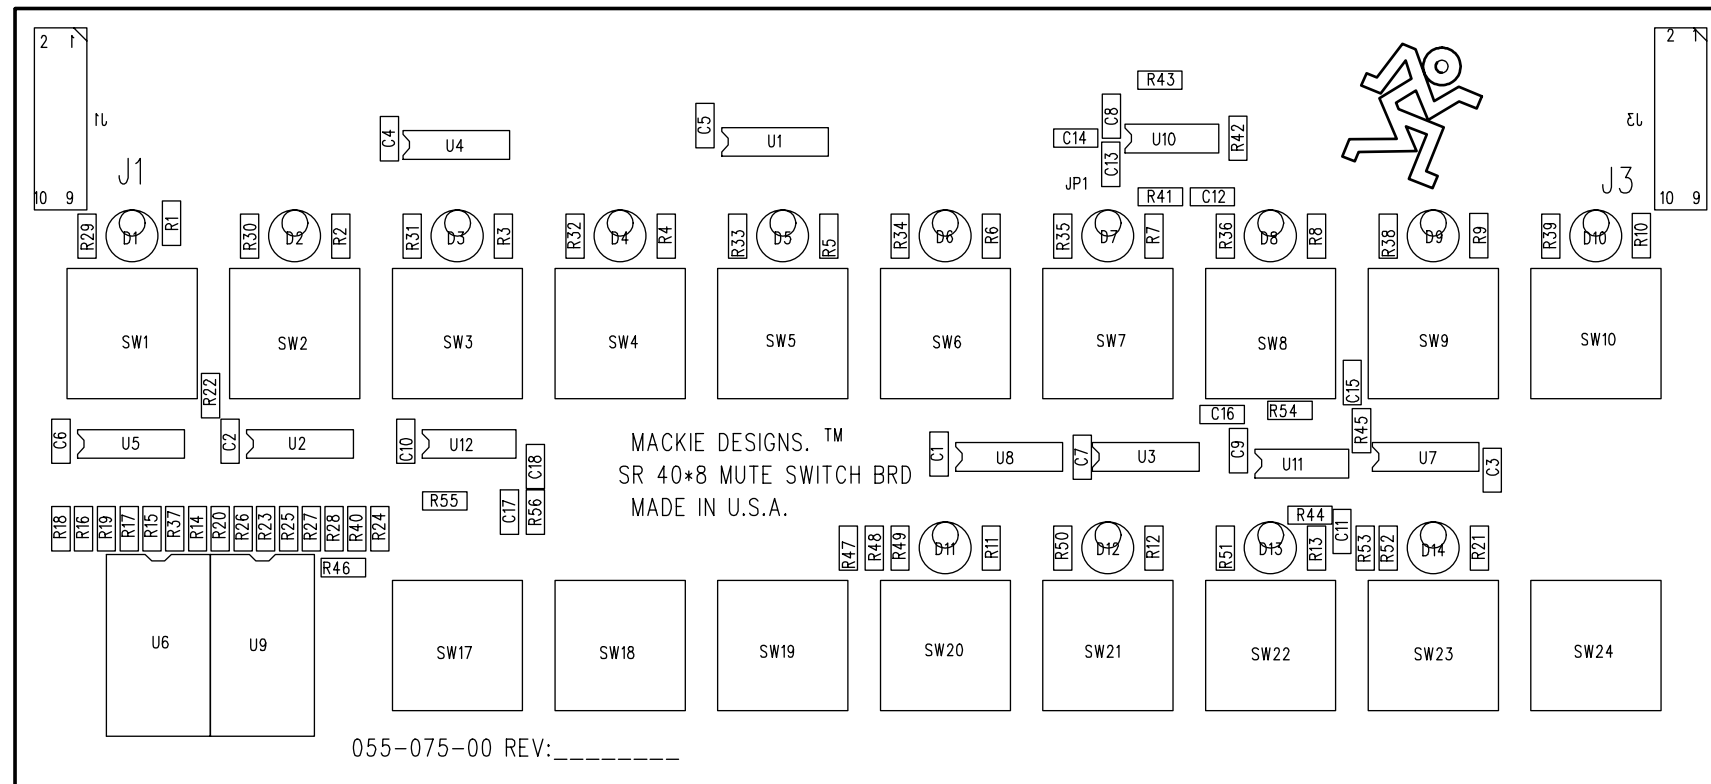 2 1
2 1
R43
C8
C5
C4
U4
U1
C14
U10
R42
J1
J3
C13
J1
JP1
J3
10 9
R41
C12
10 9
R29
D1
R1
R30
D2
R2
R31
D3
R3
R32
D4
R4
R33
D5
R5
R34
D6
R6
R35
D7
R7
R36
D8
R8
R38
D9
R9
R39
D10
R10
SW1
SW2
SW3
SW4
SW5
SW6
SW7
SW8
SW9
SW10
R22
C15
C16
R54
R45
C6
U5
C2
U2
C10
U12
C18
MACKIE DESIGNS. TM
SR 40*8 MUTE SWITCH BRD
MADE IN U.S.A.
C1
U8
C7
U3
C9
U11
U7
C3
R55
C17
R56
R18
R16
R19
R17
R15
R37
R14
R20
R26
R23
R25
R27
R28
R40
R24
R44
C11
R47
R48
R49
D11
R11
R50
D12
R12
R51
D13
R13
R53
R52
D14
R21
R46
U6
U9
SW17
SW18
SW19
SW20
SW21
SW22
SW23
SW24
055-075-00 REV:________